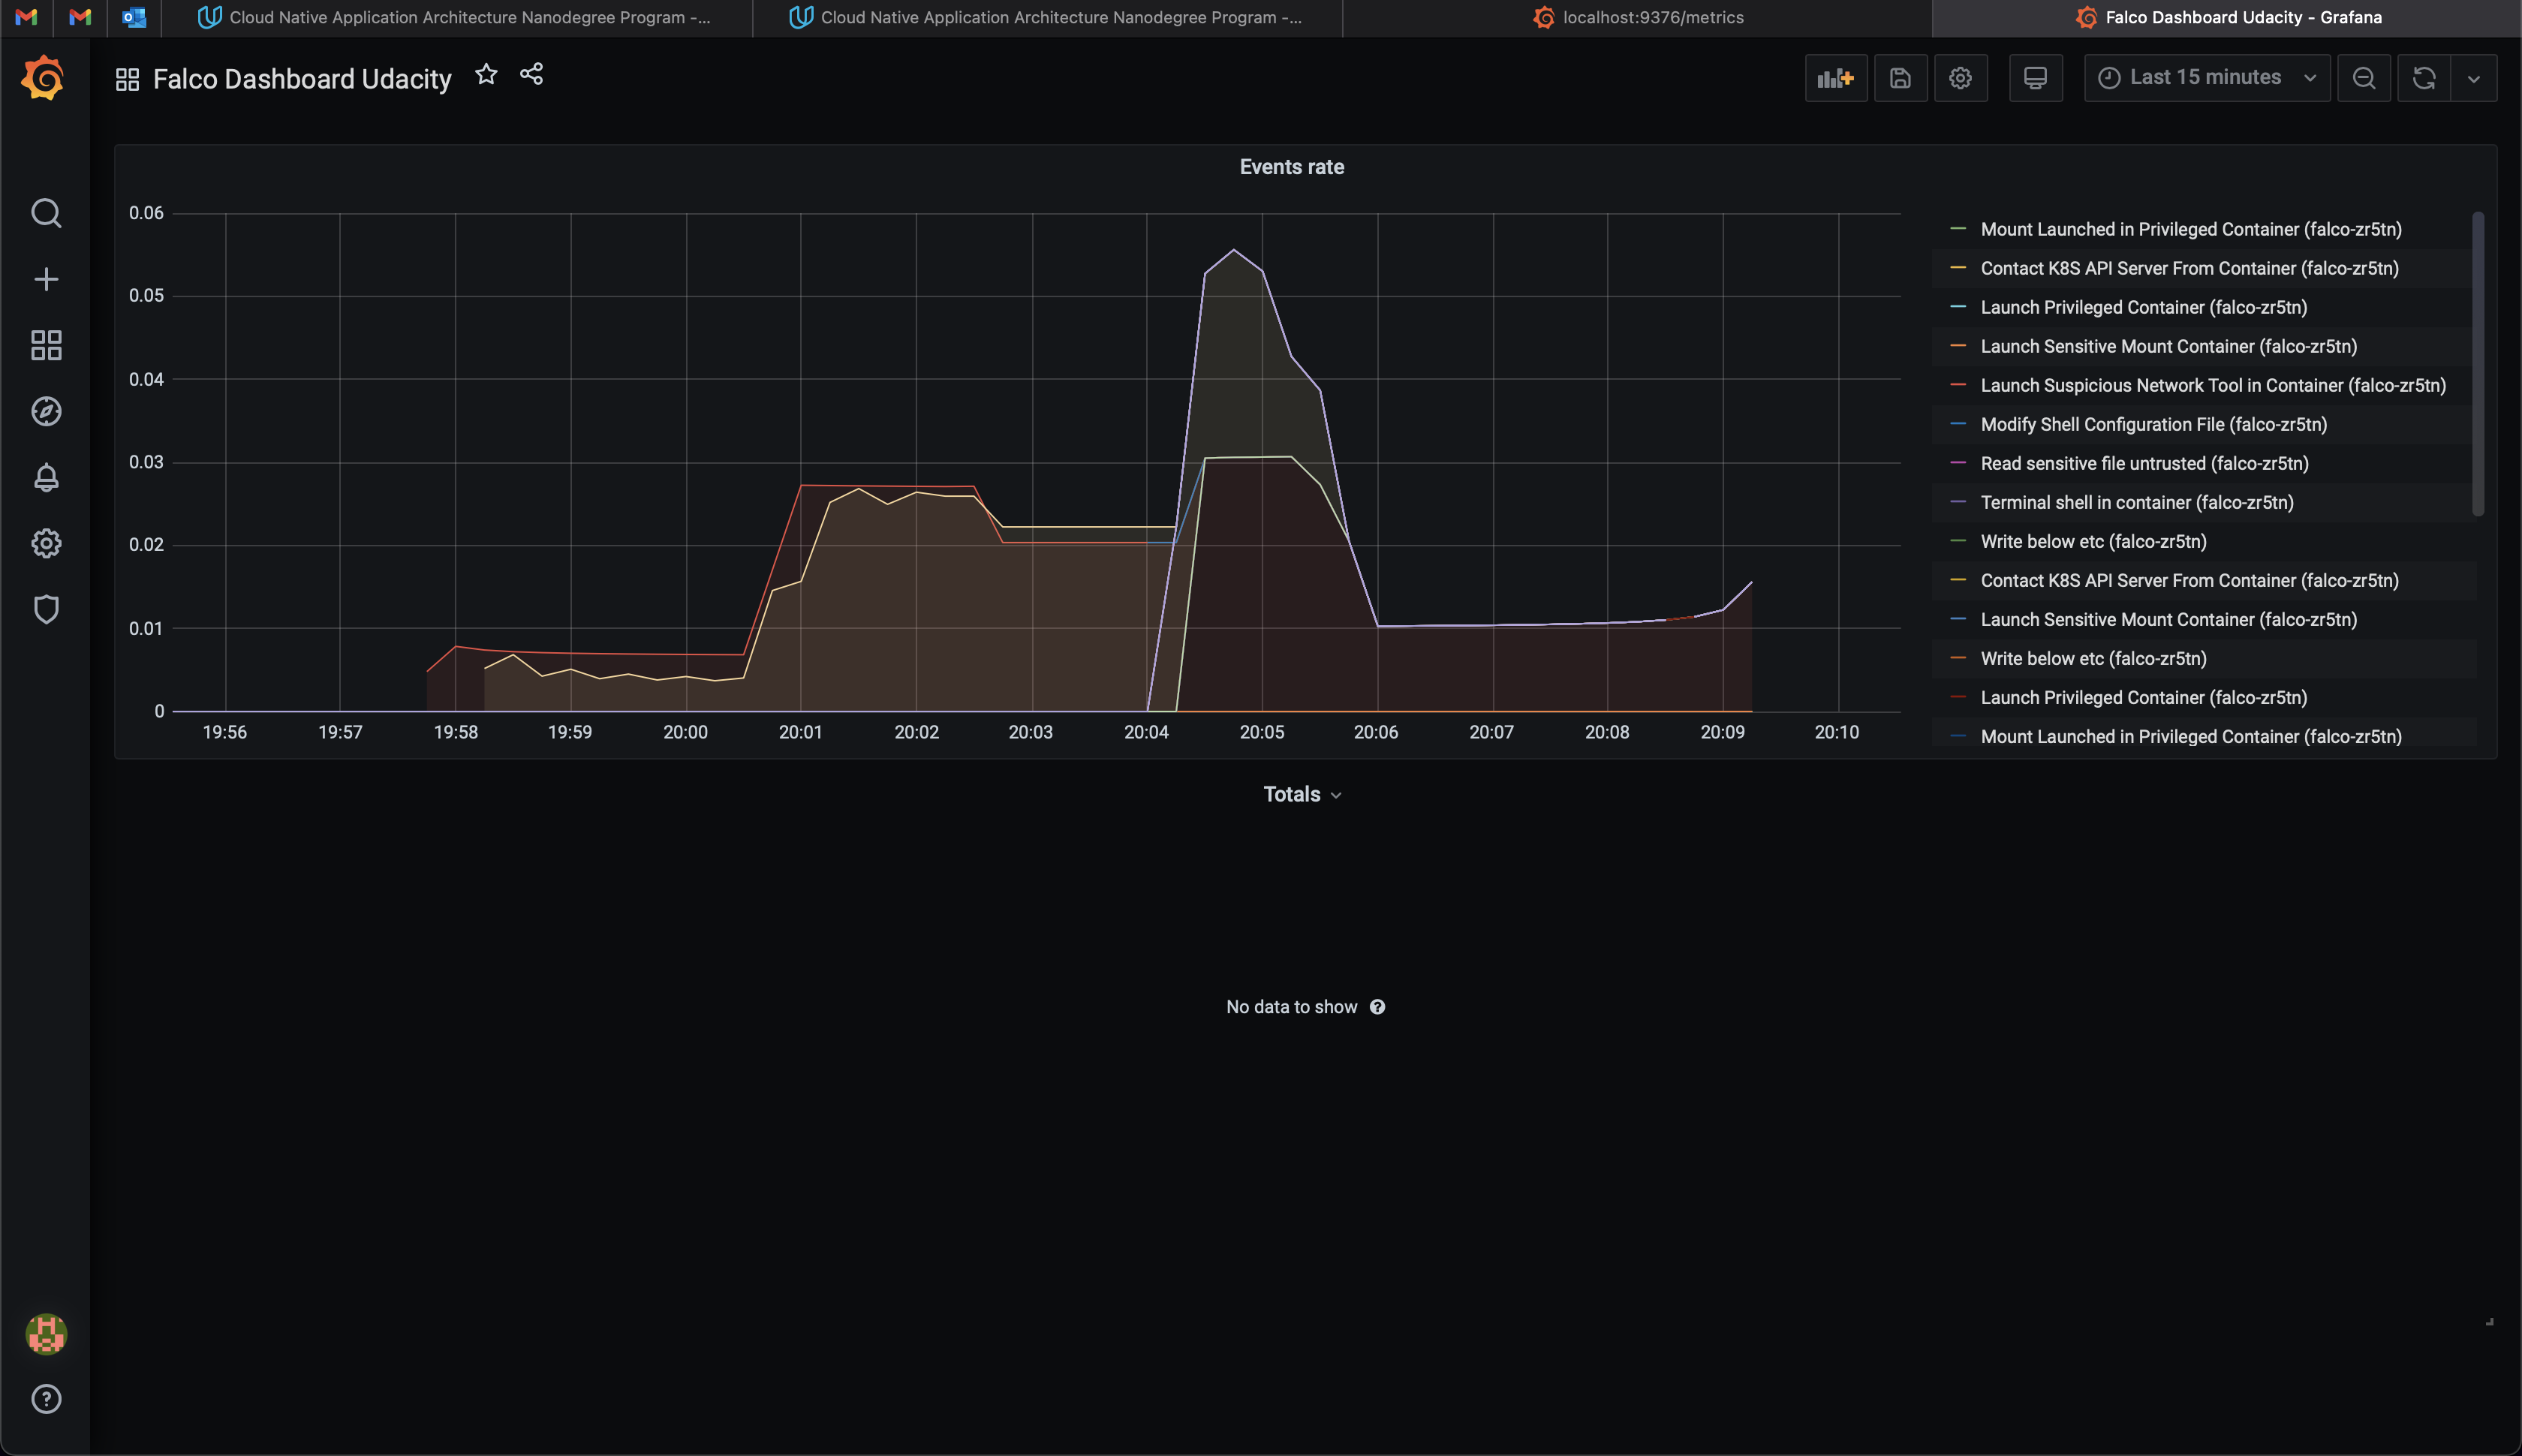 Cloud Native Application Architecture Nanodegree Program -...
Cloud Native Application Architecture Nanodegree Program -...
localhost:9376/metrics
Falco Dashboard Udacity - Grafana
Falco Dashboard Udacity
Last 15 minutes
Events rate
0.06
0.05
0.04
0.03
0.02
0.01
0
19:56
19:57
19:58
19:59
20:00
20:01
20:02
20:03
20:04
20:05
20:06
20:07
20:08
20:09
20:10
Mount Launched in Privileged Container (falco-zr5tn)
Contact K8S API Server From Container (falco-zr5tn)
Launch Privileged Container (falco-zr5tn)
Launch Sensitive Mount Container (falco-zr5tn)
Launch Suspicious Network Tool in Container (falco-zr5tn)
Modify Shell Configuration File (falco-zr5tn)
Read sensitive file untrusted (falco-zr5tn)
Terminal shell in container (falco-zr5tn)
Write below etc (falco-zr5tn)
Contact K8S API Server From Container (falco-zr5tn)
Launch Sensitive Mount Container (falco-zr5tn)
Write below etc (falco-zr5tn)
Launch Privileged Container (falco-zr5tn)
Mount Launched in Privileged Container (falco-zr5tn)
Totals
No data to show